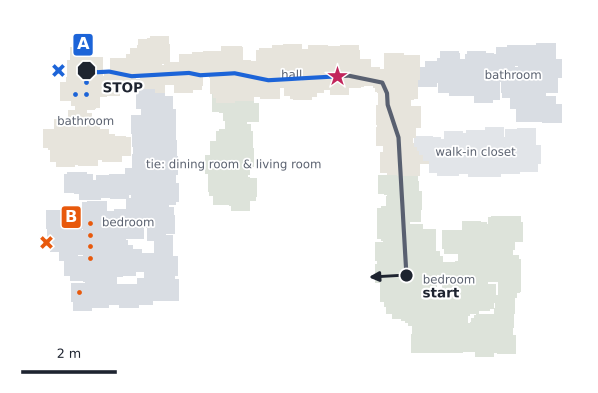 A
STOP
hall
bathroom
bathroom
walk-in closet
tie: dining room & living room
B
bedroom
bedroom
start
2 m